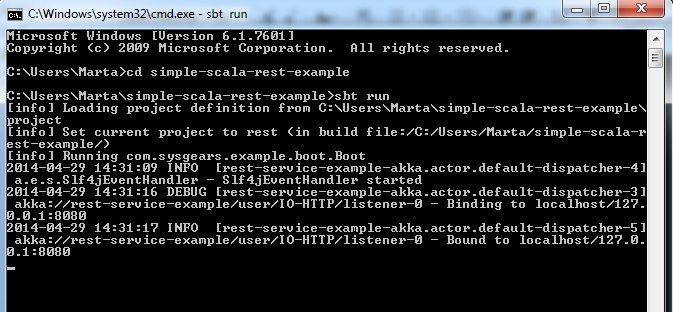 C:\Windows\system32\cmd.exe - sbt run
Microsoft Windows [Version 6.1.7601]
Copyright (c) 2009 Microsoft Corporation.  All rights reserved.
C:\Users\Marta>cd simple-scala-rest-example
C:\Users\Marta\simple-scala-rest-example>sbt run
[info] Loading project definition from C:\Users\Marta\simple-scala-rest-example\
project
[info] Set current project to rest (in build file:/C:/Users/Marta/simple-scala-r
est-example/)
[info] Running com.sysgears.example.boot.Boot
2014-04-29 14:31:09 INFO  [rest-service-example-akka.actor.default-dispatcher-4]
 a.e.s.Slf4jEventHandler - Slf4jEventHandler started
2014-04-29 14:31:16 DEBUG [rest-service-example-akka.actor.default-dispatcher-3]
 akka://rest-service-example/user/IO-HTTP/listener-0 - Binding to localhost/127.
0.0.1:8080
2014-04-29 14:31:17 INFO  [rest-service-example-akka.actor.default-dispatcher-5]
 akka://rest-service-example/user/IO-HTTP/listener-0 - Bound to localhost/127.0.
0.1:8080